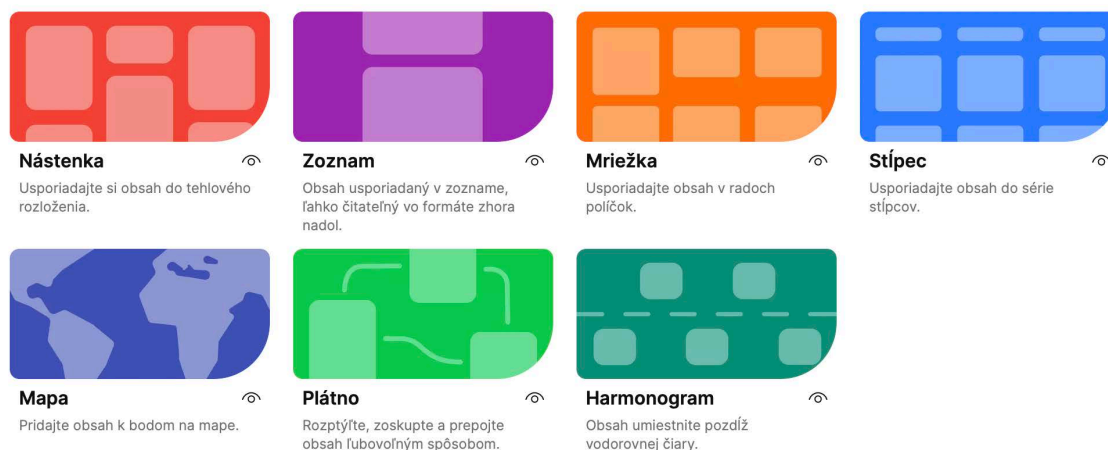 Nástenka
Usporiadajte si obsah do tehlového
rozloženia.
Zoznam
Obsah usporiadaný v zozname,
ľahko čitateľný vo formáte zhora
nadol.
Mriežka
Usporiadajte obsah v radoch
políčok.
Stĺpec
Usporiadajte obsah do série
stĺpcov.
Mapa
Pridajte obsah k bodom na mape.
Plátno
Rozptýľte, zoskupte a prepojte
obsah ľubovoľným spôsobom.
Harmonogram
Obsah umiestnite pozdĺž
vodorovnej čiary.